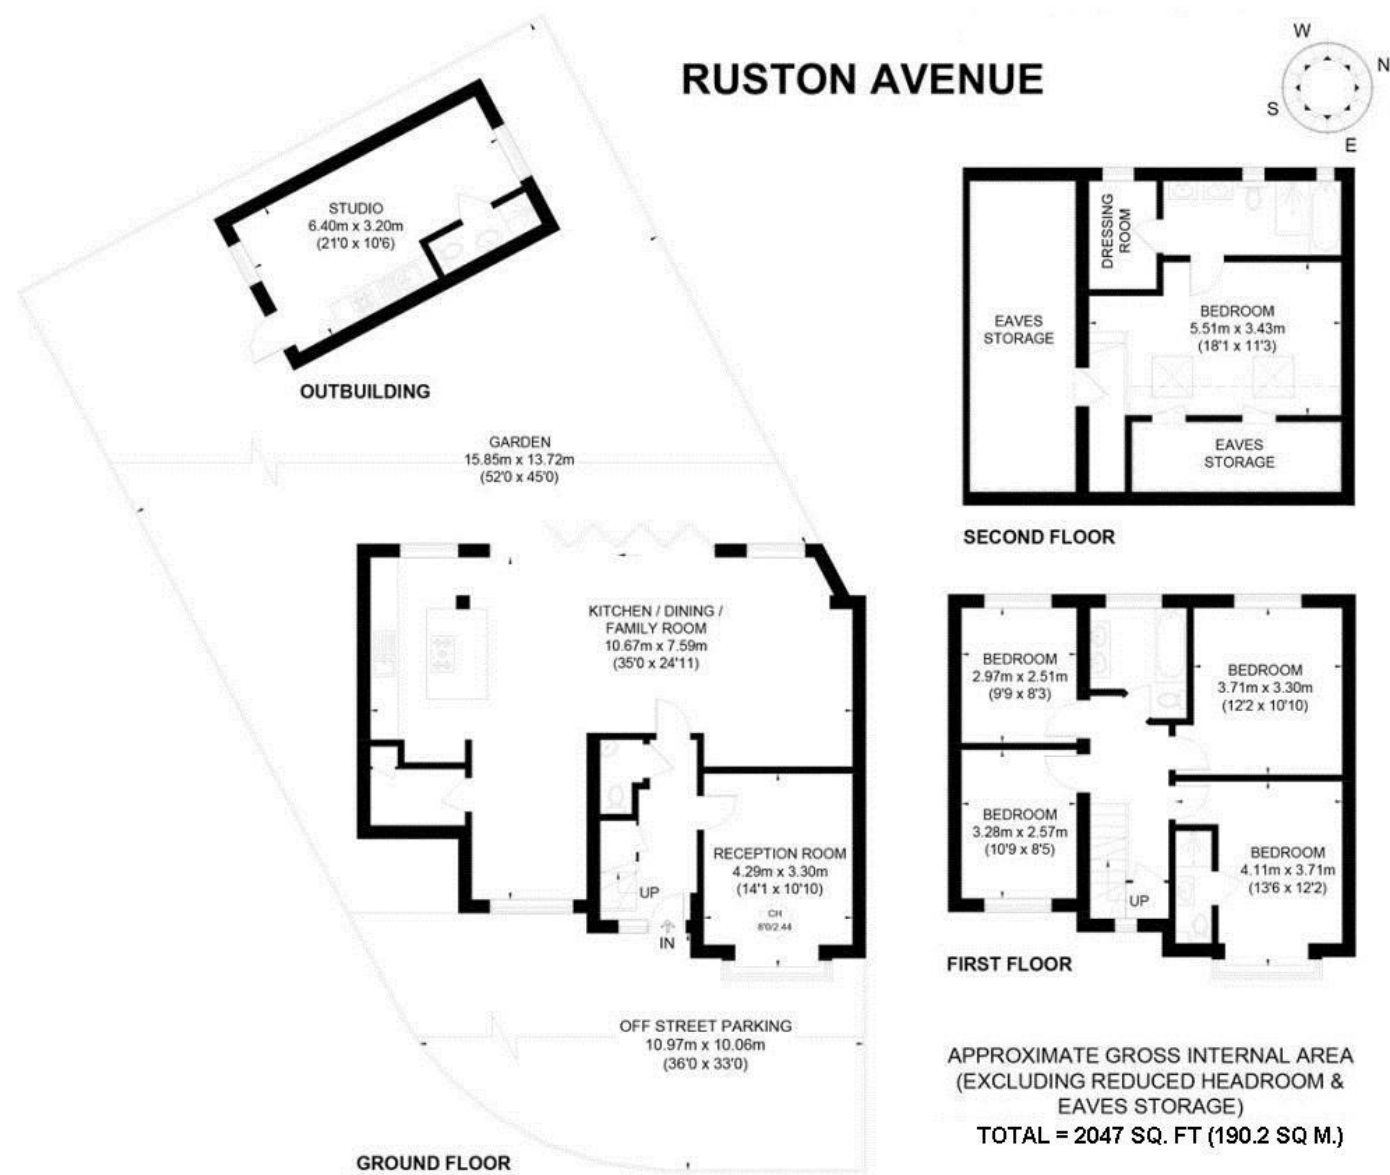 RUSTON AVENUE
W
N
S
E
STUDIO
6.40m x 3.20m
(21'0 x 10'6)
OUTBUILDING
GARDEN
15.85m x 13.72m
(52'0 x 45'0)
KITCHEN / DINING /
FAMILY ROOM
10.67m x 7.59m
(35'0 x 24'11)
RECEPTION ROOM
4.29m x 3.30m
(14'1 x 10'10)
CH
8'0/2.44
UP
IN
OFF STREET PARKING
10.97m x 10.06m
(36'0 x 33'0)
GROUND FLOOR
DRESSING
ROOM
EAVES
STORAGE
BEDROOM
5.51m x 3.43m
(18'1 x 11'3)
EAVES
STORAGE
SECOND FLOOR
BEDROOM
2.97m x 2.51m
(9'9 x 8'3)
BEDROOM
3.71m x 3.30m
(12'2 x 10'10)
BEDROOM
3.28m x 2.57m
(10'9 x 8'5)
BEDROOM
4.11m x 3.71m
(13'6 x 12'2)
UP
FIRST FLOOR
APPROXIMATE GROSS INTERNAL AREA
(EXCLUDING REDUCED HEADROOM &
EAVES STORAGE)
TOTAL = 2047 SQ. FT (190.2 SQ M.)